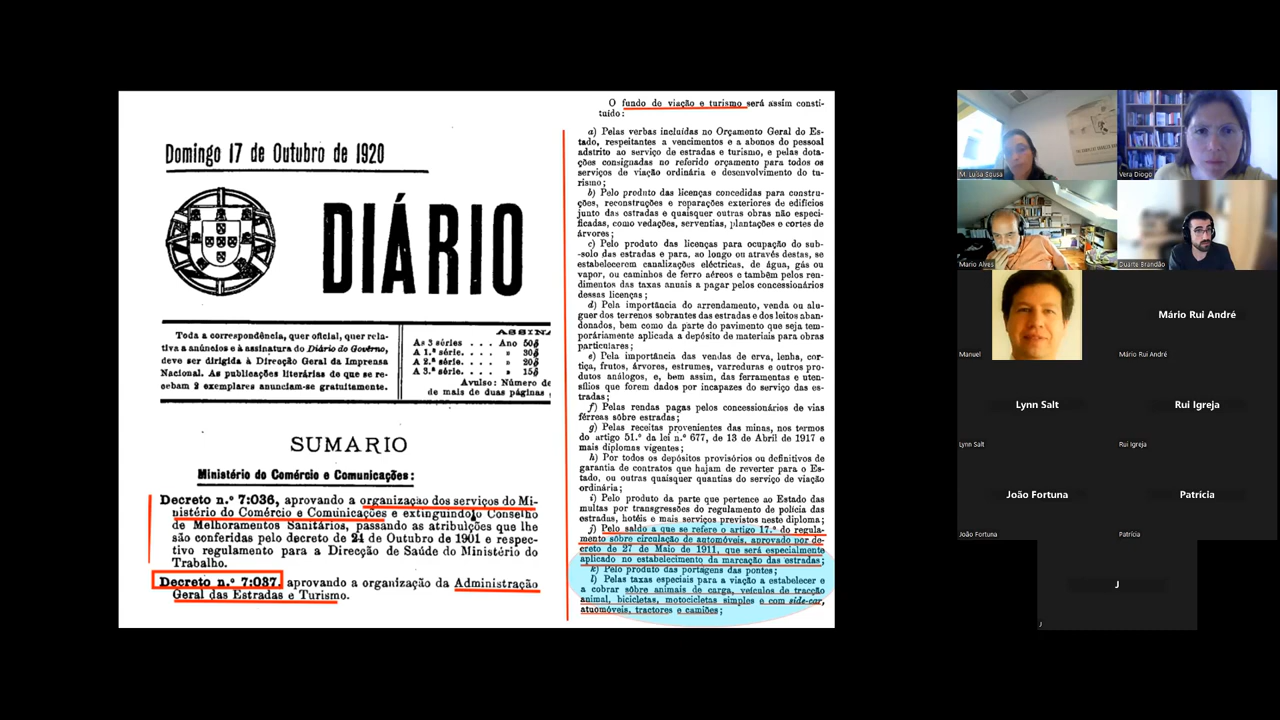 Domingo 17 de Outubro de 1920
DIÁRIO
Toda a correspondência, quer oficial, quer rela-
tiva a anúncios e à assinatura do Diário do Govêrno,
deve ser dirigida à Direcção Geral da Imprensa
Nacional. As publicações literárias de que se re-
cebam 2 exemplares anunciam-se gratuitamente.
ASSINA
As 3 séries . . . Ano 50$
A 1.ª série. . . . » 30$
A 2.ª série. . . . » 20$
A 3.ª série. . . . » 15$
Avulso: Número de
de mais de duas páginas
SUMARIO
Ministério do Comércio e Comunicações:
Decreto n.º 7:036, aprovando a organização dos serviços do Mi-
nistério do Comércio e Comunicações e extinguindo o Conselho
de Melhoramentos Sanitários, passando as atribuições que lhe
são conferidas pelo decreto de 24 de Outubro de 1901 e respec-
tivo regulamento para a Direcção de Saúde do Ministério do
Trabalho.
Decreto n.º 7:037, aprovando a organização da Administração
Geral das Estradas e Turismo.
O fundo de viação e turismo será assim consti-
tuído:
a) Pelas verbas incluídas no Orçamento Geral do Es-
tado, respeitantes a vencimentos e a abonos do pessoal
adstrito ao serviço de estradas e turismo, e pelas dota-
ções consignadas no referido orçamento para todos os
serviços de viação ordinária e desenvolvimento do tu-
rismo;
b) Pelo produto das licenças concedidas para constru-
ções, reconstruções e reparações exteriores de edifícios
junto das estradas e quaisquer outras obras não especi-
ficadas, como vedações, serventias, plantações e cortes de
árvores;
c) Pelo produto das licenças para ocupação do sub-
-solo das estradas e para, ao longo ou através destas, se
estabelecerem canalizações eléctricas, de água, gás ou
vapor, ou caminhos de ferro aéreos e também pelos ren-
dimentos das taxas anuais a pagar pelos concessionários
dessas licenças;
d) Pela importância do arrendamento, venda ou alu-
guer dos terrenos sobrantes das estradas e dos leitos aban-
donados, bem como da parte do pavimento que seja tem-
poráriamente aplicada a depósito de materiais para obras
particulares;
e) Pela importância das vendas de erva, lenha, cor-
tiça, frutos, árvores, estrumes, varreduras e outros pro-
dutos análogos, e, bem assim, das ferramentas e uten-
sílios que forem dados por incapazes do serviço das es-
tradas;
f) Pelas rendas pagas pelos concessionários de vias
férreas sôbre estradas;
g) Pelas receitas provenientes das minas, nos termos
do artigo 51.º da lei n.º 677, de 13 de Abril de 1917 e
mais diplomas vigentes;
h) Por todos os depósitos provisórios ou definitivos de
garantia de contratos que hajam de reverter para o Es-
tado, ou outras quaisquer quantias do serviço de viação
ordinária;
i) Pelo produto da parte que pertence ao Estado das
multas por transgressões do regulamento de polícia das
estradas, hotéis e mais serviços previstos neste diploma;
j) Pelo saldo a que se refere o artigo 17.º do regula-
mento sôbre circulação de automóveis, aprovado por de-
creto de 27 de Maio de 1911, que será especialmente
aplicado no estabelecimento da marcação das estradas;
k) Pelo produto das portagens das pontes;
l) Pelas taxas especiais para a viação a estabelecer e
a cobrar sôbre animais de carga, veículos de tracção
animal, bicicletas, motocicletas simples e com side-car,
atuomóveis, tractores e camiões;
M. Luísa Sousa
Vera Diogo
Mario Alves
Duarte Brandão
Manuel
Mário Rui André
Mário Rui André
Lynn Salt
Lynn Salt
Rui Igreja
Rui Igreja
João Fortuna
João Fortuna
Patrícia
Patrícia
J
J